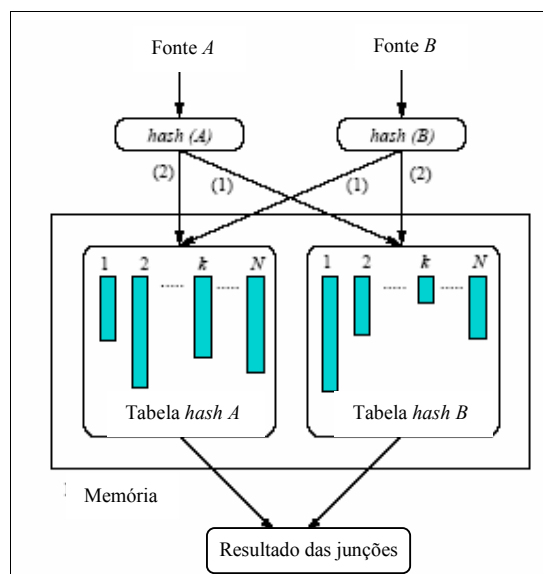 Fonte A
Fonte B
hash (A)
hash (B)
(2)
(1)
(1)
(2)
1 2 ...... k ...... N
1 2 ...... k ...... N
Tabela hash A
Tabela hash B
Memória
Resultado das junções